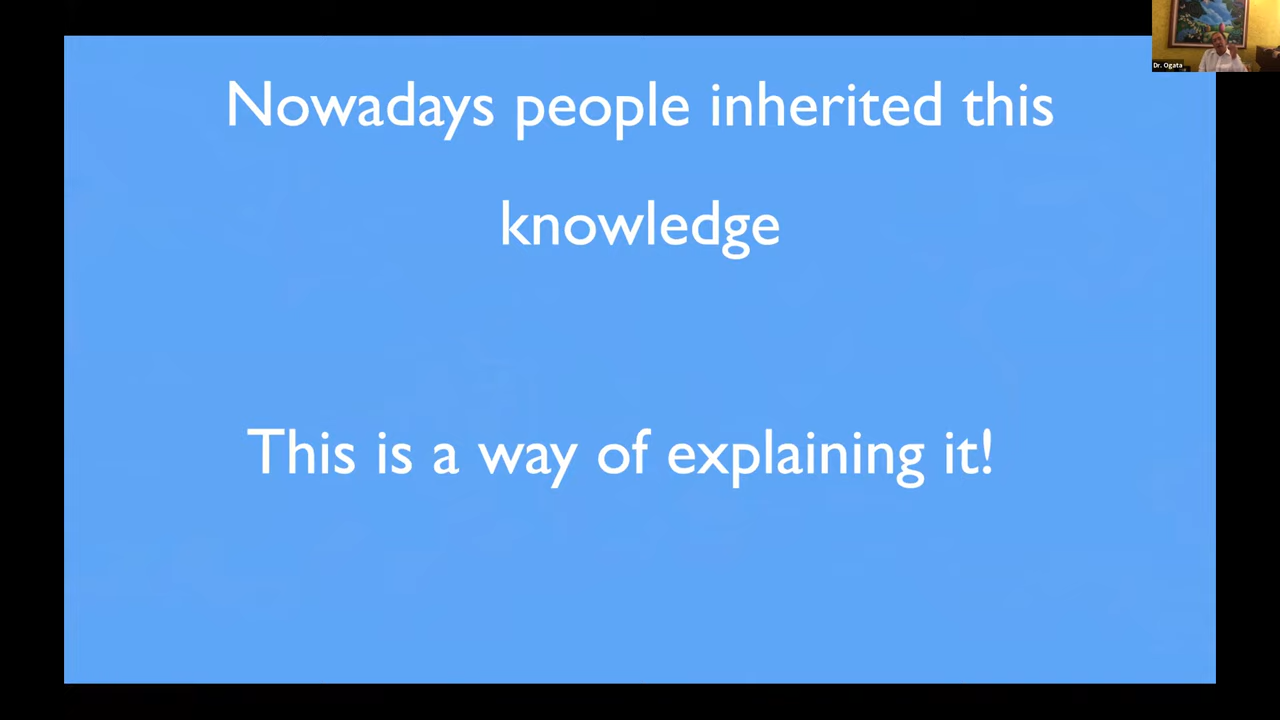 Nowadays people inherited this
knowledge
This is a way of explaining it!
Dr. Ogata